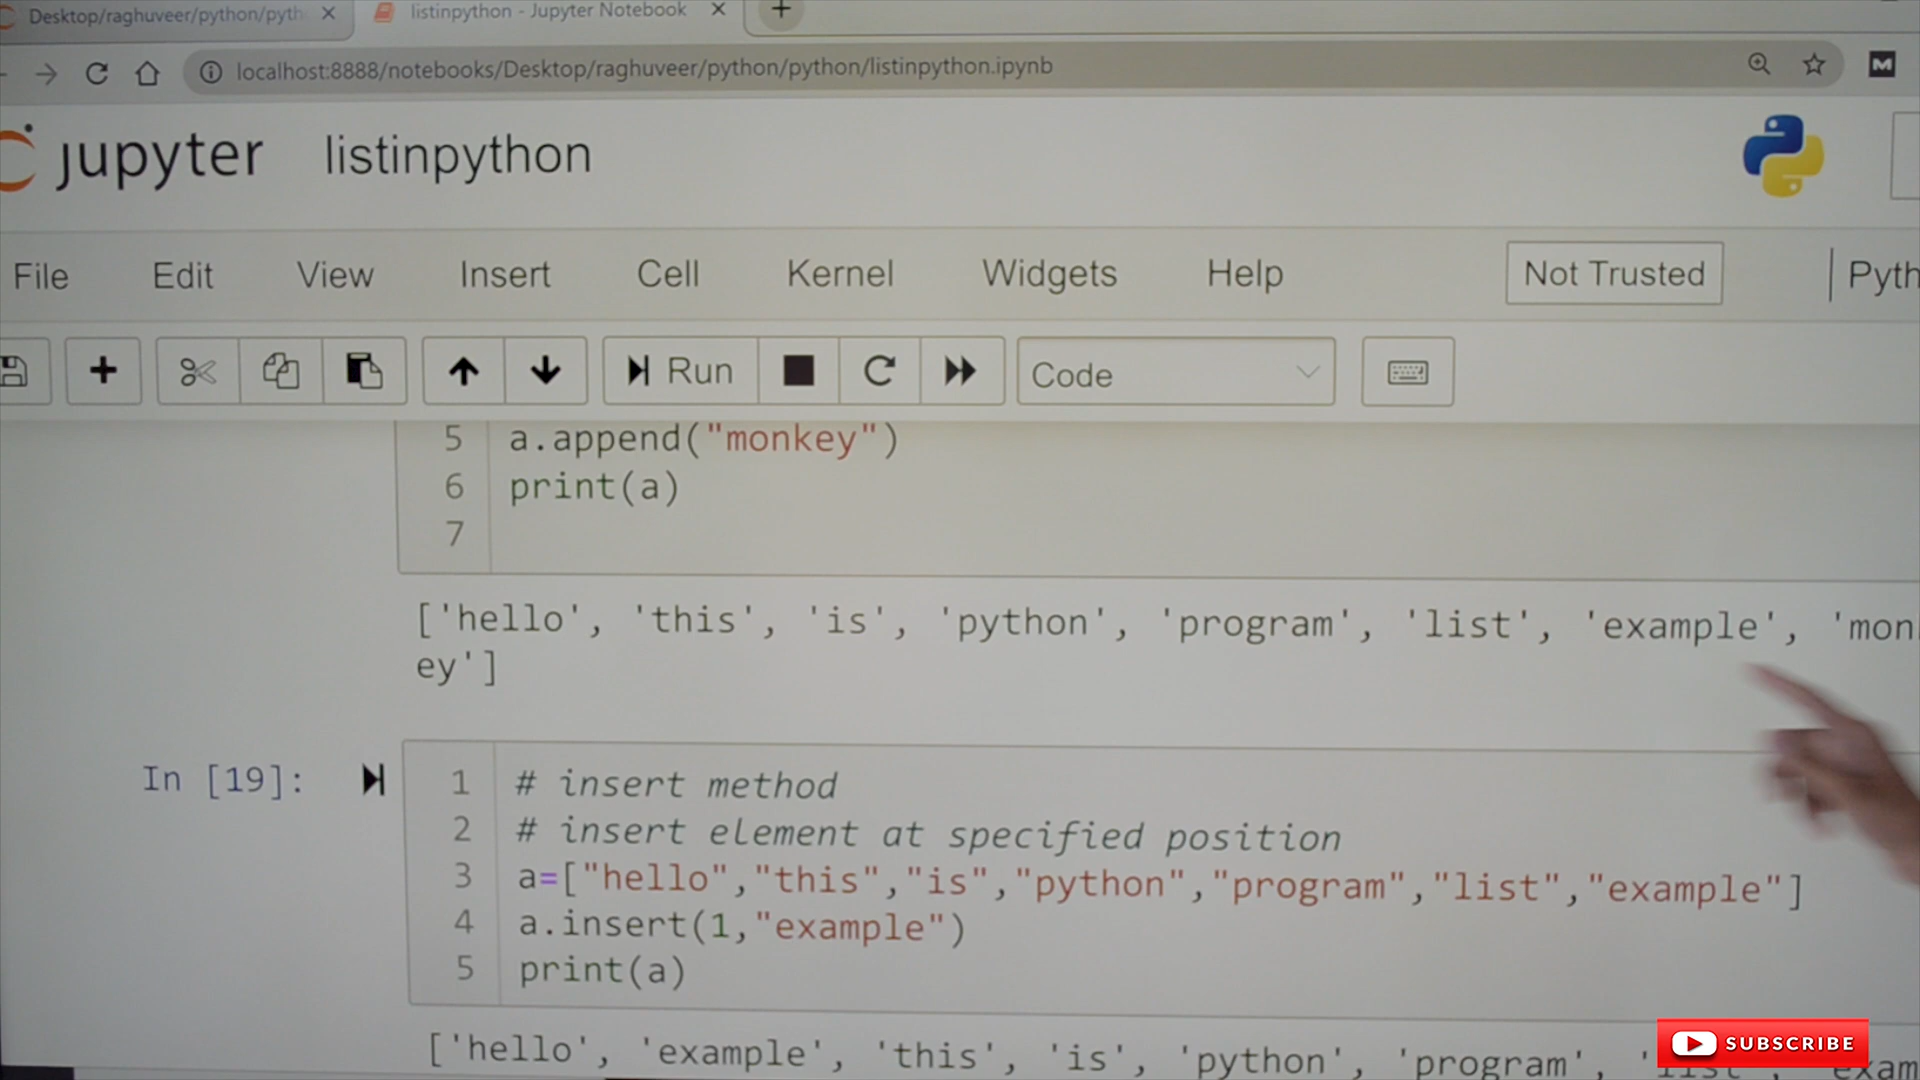 Desktop/raghuveer/python/pyth
listinpython - Jupyter Notebook
localhost:8888/notebooks/Desktop/raghuveer/python/python/listinpython.ipynb
jupyter listinpython
File Edit View Insert Cell Kernel Widgets Help Not Trusted Pyth
Run Code
5 a.append("monkey")
6 print(a)
7
['hello', 'this', 'is', 'python', 'program', 'list', 'example', 'monk
ey']
In [19]:
1 # insert method
2 # insert element at specified position
3 a=["hello","this","is","python","program","list","example"]
4 a.insert(1,"example")
5 print(a)
['hello', 'example', 'this', 'is', 'python', 'program',
SUBSCRIBE